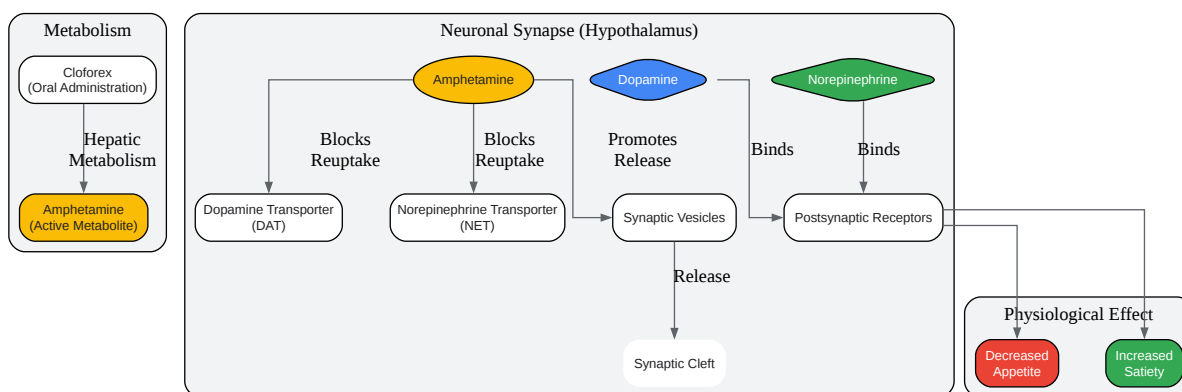 Metabolism
Cloforex
(Oral Administration)
Hepatic
Metabolism
Amphetamine
(Active Metabolite)
Neuronal Synapse (Hypothalamus)
Amphetamine
Dopamine
Norepinephrine
Blocks
Reuptake
Blocks
Reuptake
Promotes
Release
Binds
Binds
Dopamine Transporter
(DAT)
Norepinephrine Transporter
(NET)
Synaptic Vesicles
Postsynaptic Receptors
Release
Synaptic Cleft
Physiological Effect
Decreased
Appetite
Increased
Satiety